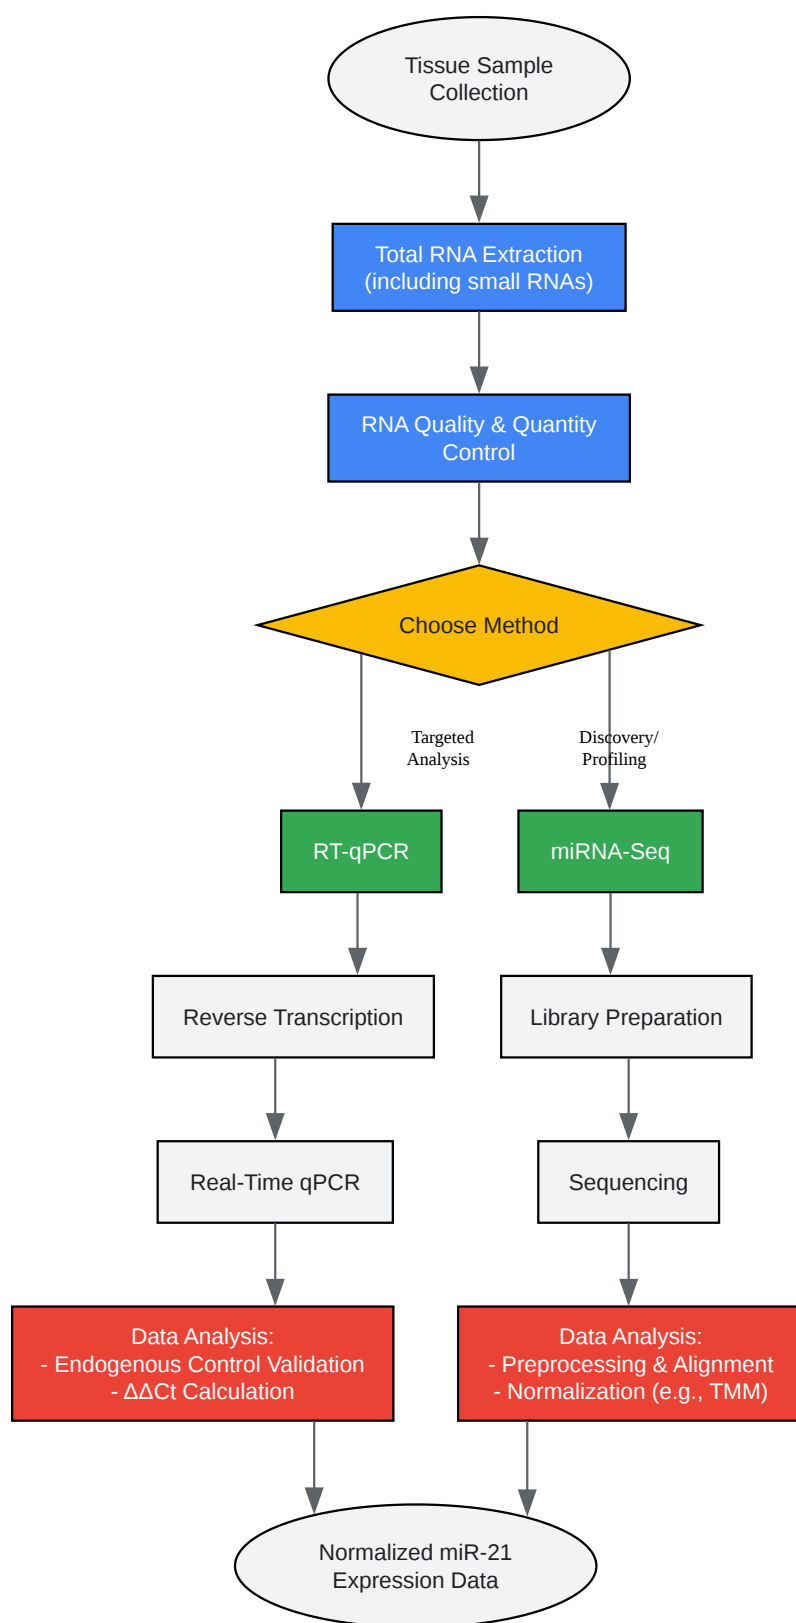 Tissue Sample
Collection
Total RNA Extraction
(including small RNAs)
RNA Quality & Quantity
Control
Choose Method
Targeted
Analysis
Discovery/
Profiling
RT-qPCR
miRNA-Seq
Reverse Transcription
Library Preparation
Real-Time qPCR
Sequencing
Data Analysis:
- Endogenous Control Validation
- ΔΔCt Calculation
Data Analysis:
- Preprocessing & Alignment
- Normalization (e.g., TMM)
Normalized miR-21
Expression Data